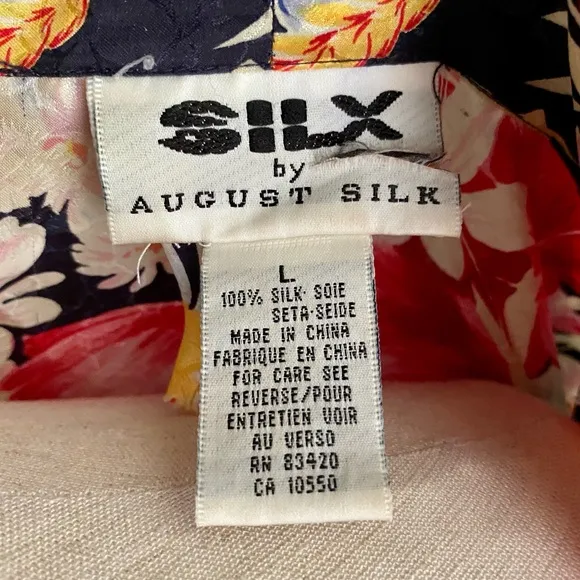 SILX
by
AUGUST SILK
L
100% SILK·SOIE
SETA·SEIDE
MADE IN CHINA
FABRIQUE EN CHINA
FOR CARE SEE
REVERSE/POUR
ENTRETIEN VOIR
AU VERSO
RN 83420
CA 10550